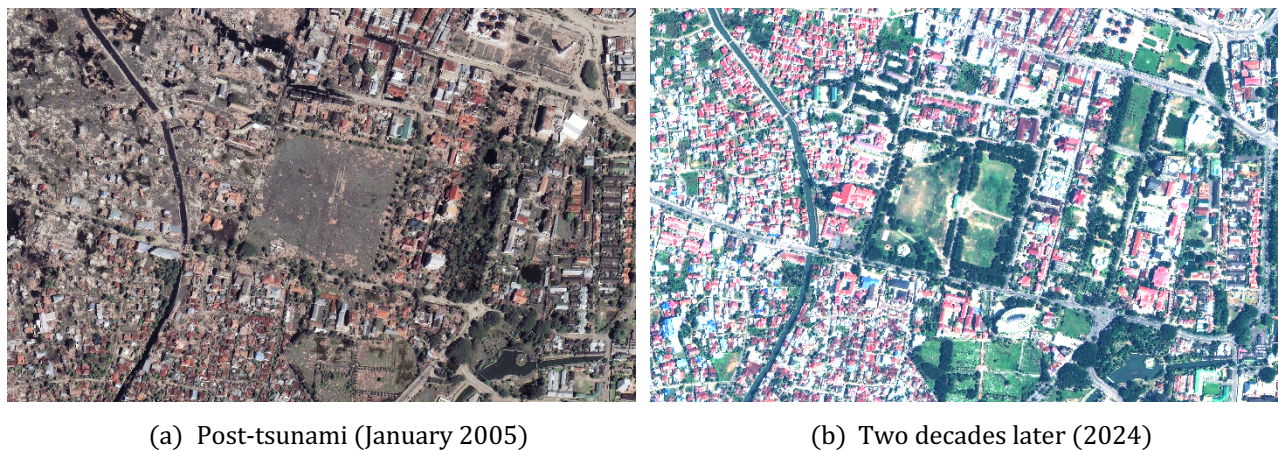 (a) Post-tsunami (January 2005)
(b) Two decades later (2024)